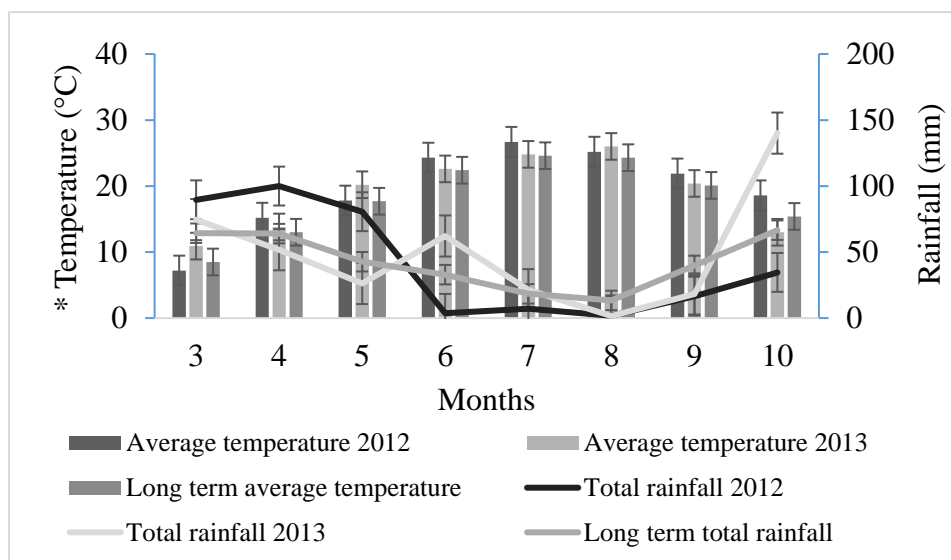 40
30
20
10
0
* Temperature (°C)
200
150
100
50
0
Rainfall (mm)
3 4 5 6 7 8 9 10
Months
Average temperature 2012
Average temperature 2013
Long term average temperature
Total rainfall 2012
Total rainfall 2013
Long term total rainfall